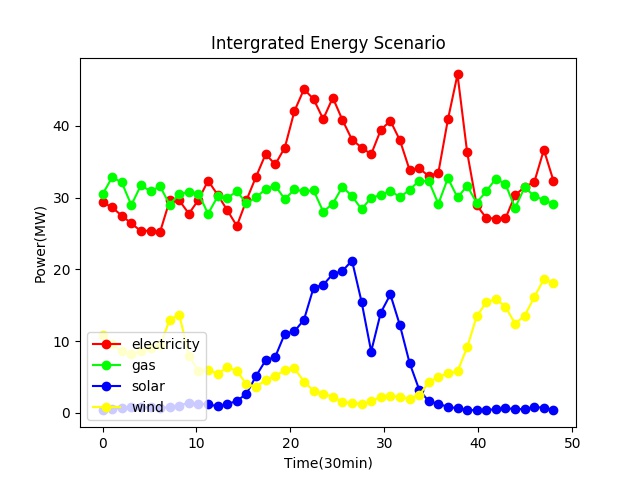 Intergrated Energy Scenario
Power(MW)
40
30
20
10
0
electricity
gas
solar
wind
0 10 20 30 40 50
Time(30min)